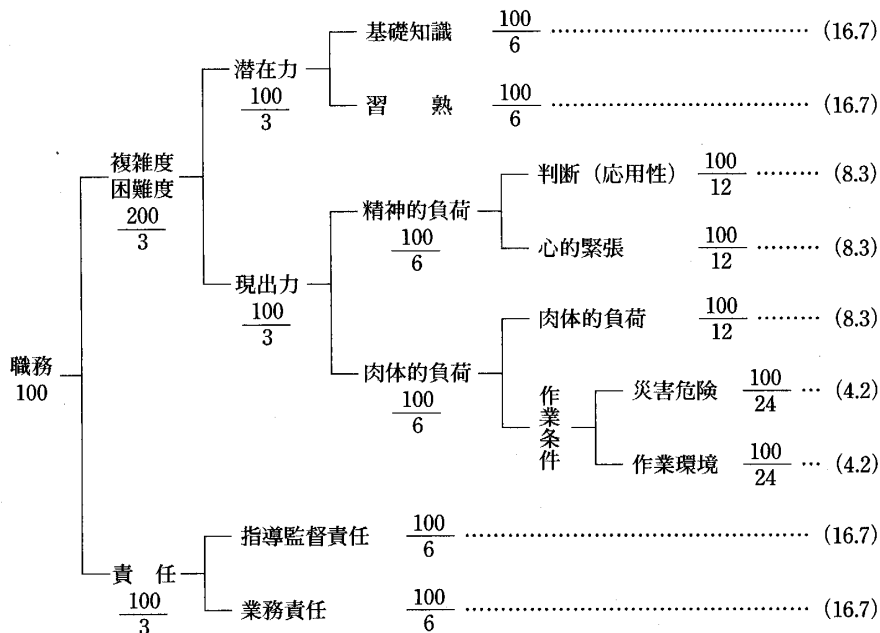 基礎知識 100/6 ………………………… (16.7)
潜在力 100/3
習 熟 100/6 ………………………… (16.7)
複雑度
困難度
200/3
判断（応用性） 100/12 ……… (8.3)
精神的負荷 100/6
心的緊張 100/12 ……… (8.3)
現出力 100/3
肉体的負荷 100/12 ……… (8.3)
職務
100
肉体的負荷 100/6
作業条件
災害危険 100/24 … (4.2)
作業環境 100/24 … (4.2)
指導監督責任 100/6 ………………………………… (16.7)
責 任 100/3
業務責任 100/6 ………………………………… (16.7)